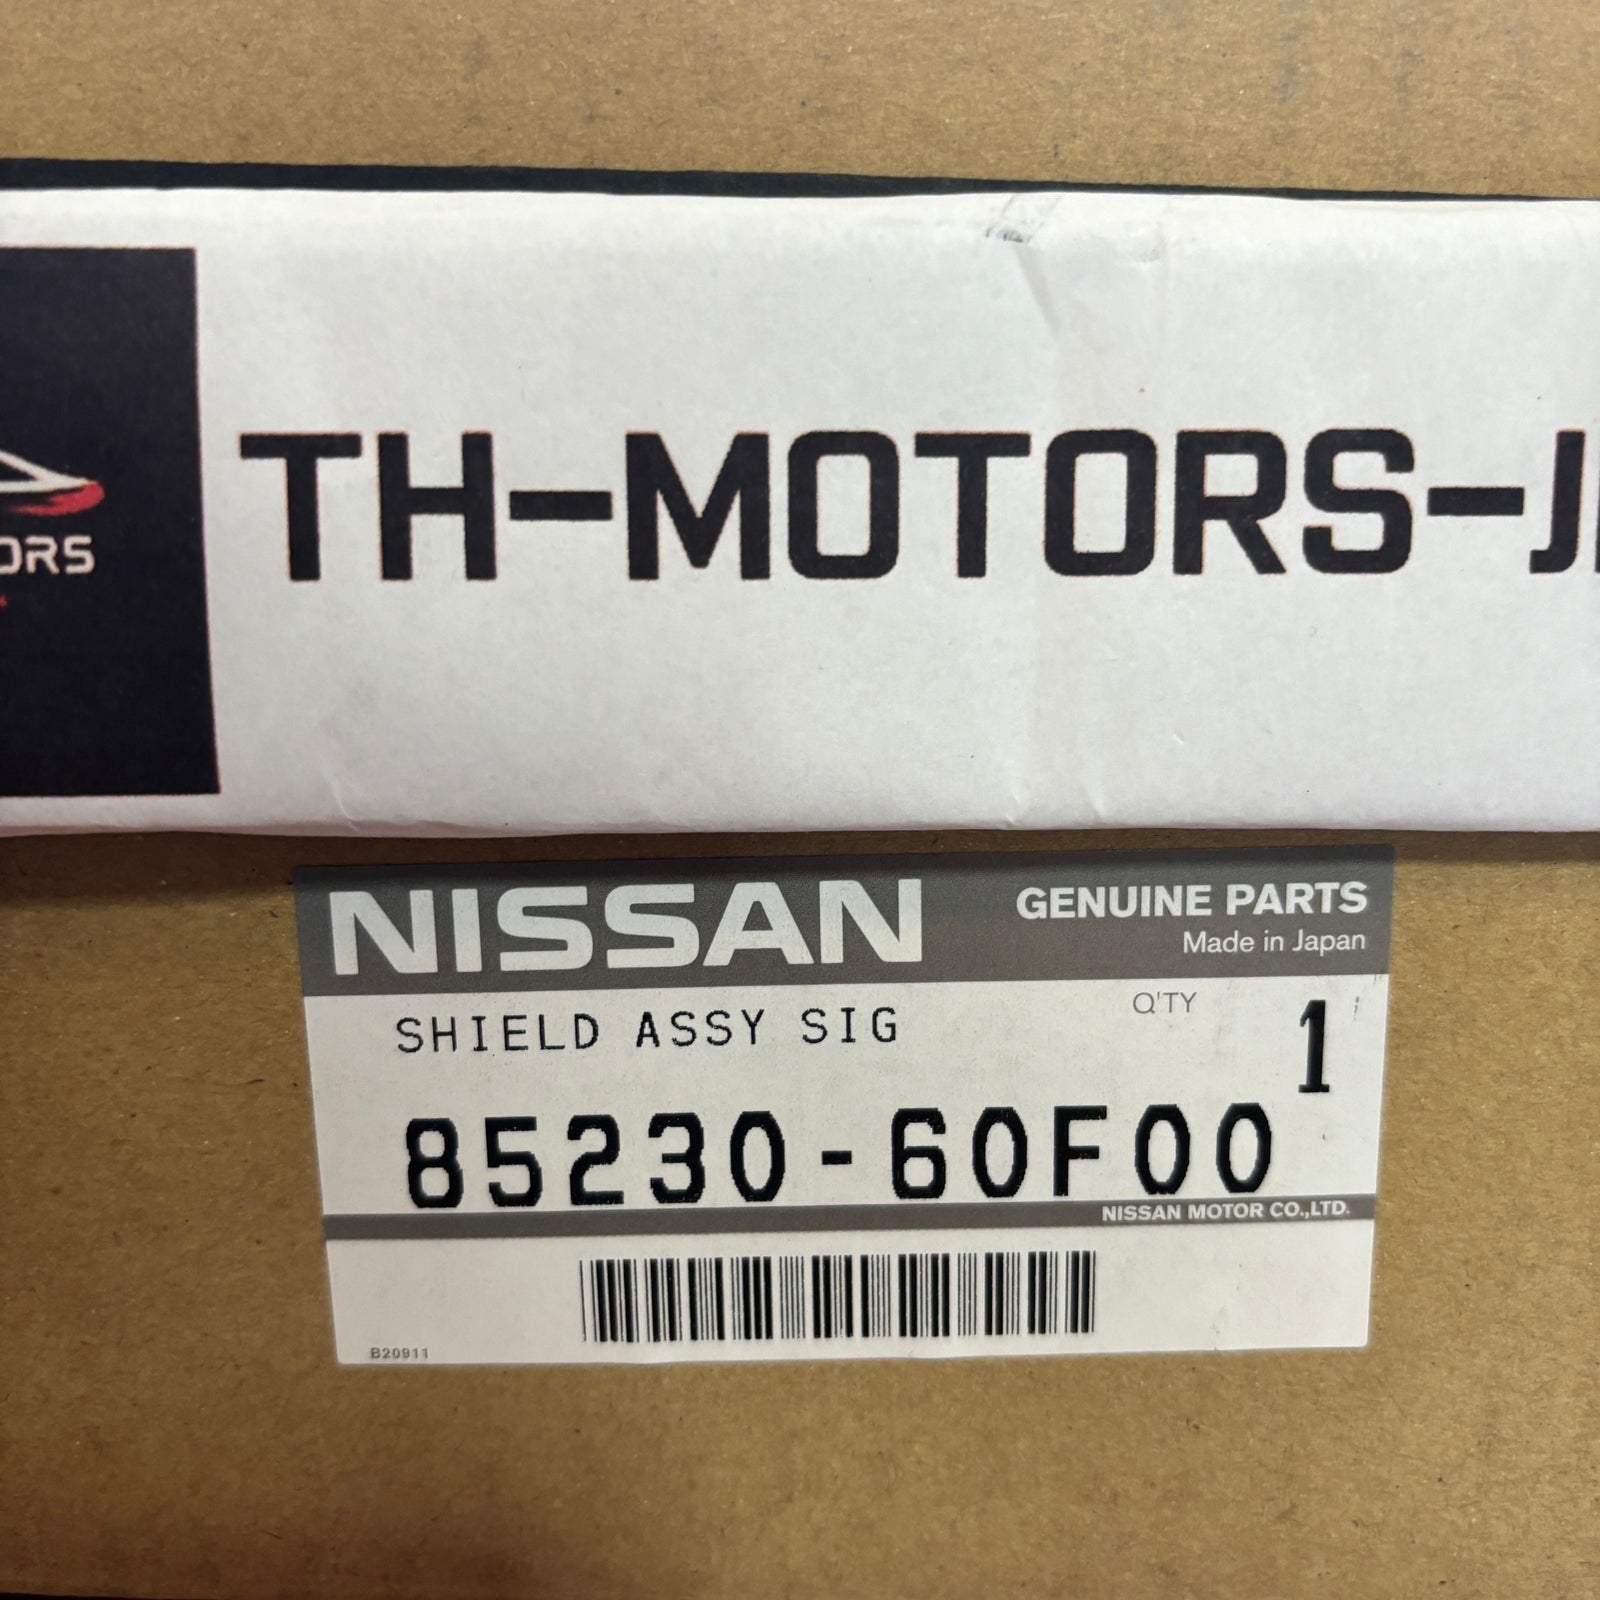 TH-MOTORS-J
ORS
NISSAN
GENUINE PARTS
Made in Japan
SHIELD ASSY SIG
Q'TY
1
85230-60F00
NISSAN MOTOR CO.,LTD.
B20911